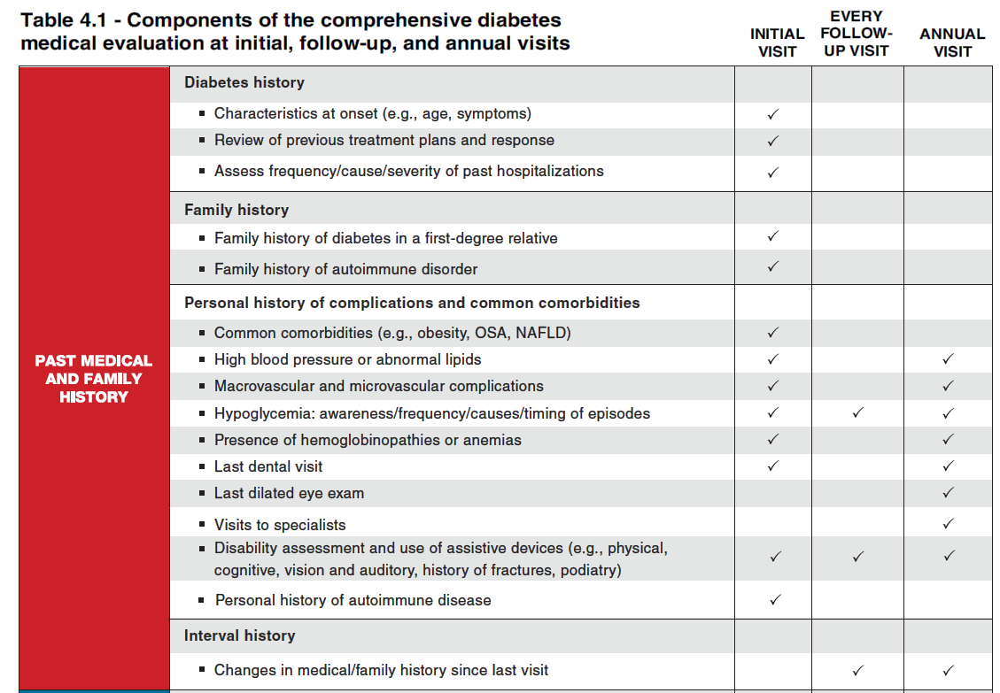 Table 4.1 - Components of the comprehensive diabetes
medical evaluation at initial, follow-up, and annual visits
INITIAL
VISIT
EVERY
FOLLOW-
UP VISIT
ANNUAL
VISIT
PAST MEDICAL
AND FAMILY
HISTORY
Diabetes history
▪ Characteristics at onset (e.g., age, symptoms) ✓
▪ Review of previous treatment plans and response ✓
▪ Assess frequency/cause/severity of past hospitalizations ✓
Family history
▪ Family history of diabetes in a first-degree relative ✓
▪ Family history of autoimmune disorder ✓
Personal history of complications and common comorbidities
▪ Common comorbidities (e.g., obesity, OSA, NAFLD) ✓
▪ High blood pressure or abnormal lipids ✓ ✓
▪ Macrovascular and microvascular complications ✓ ✓
▪ Hypoglycemia: awareness/frequency/causes/timing of episodes ✓ ✓ ✓
▪ Presence of hemoglobinopathies or anemias ✓ ✓
▪ Last dental visit ✓ ✓
▪ Last dilated eye exam ✓
▪ Visits to specialists ✓
▪ Disability assessment and use of assistive devices (e.g., physical,
cognitive, vision and auditory, history of fractures, podiatry) ✓ ✓ ✓
▪ Personal history of autoimmune disease ✓
Interval history
▪ Changes in medical/family history since last visit ✓ ✓